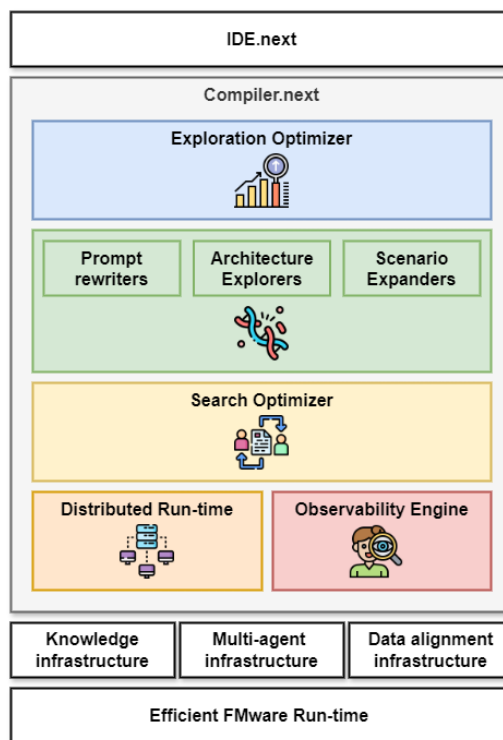 IDE.next
Compiler.next
Exploration Optimizer
Prompt
rewriters
Architecture
Explorers
Scenario
Expanders
Search Optimizer
Distributed Run-time
Observability Engine
Knowledge
infrastructure
Multi-agent
infrastructure
Data alignment
infrastructure
Efficient FMware Run-time